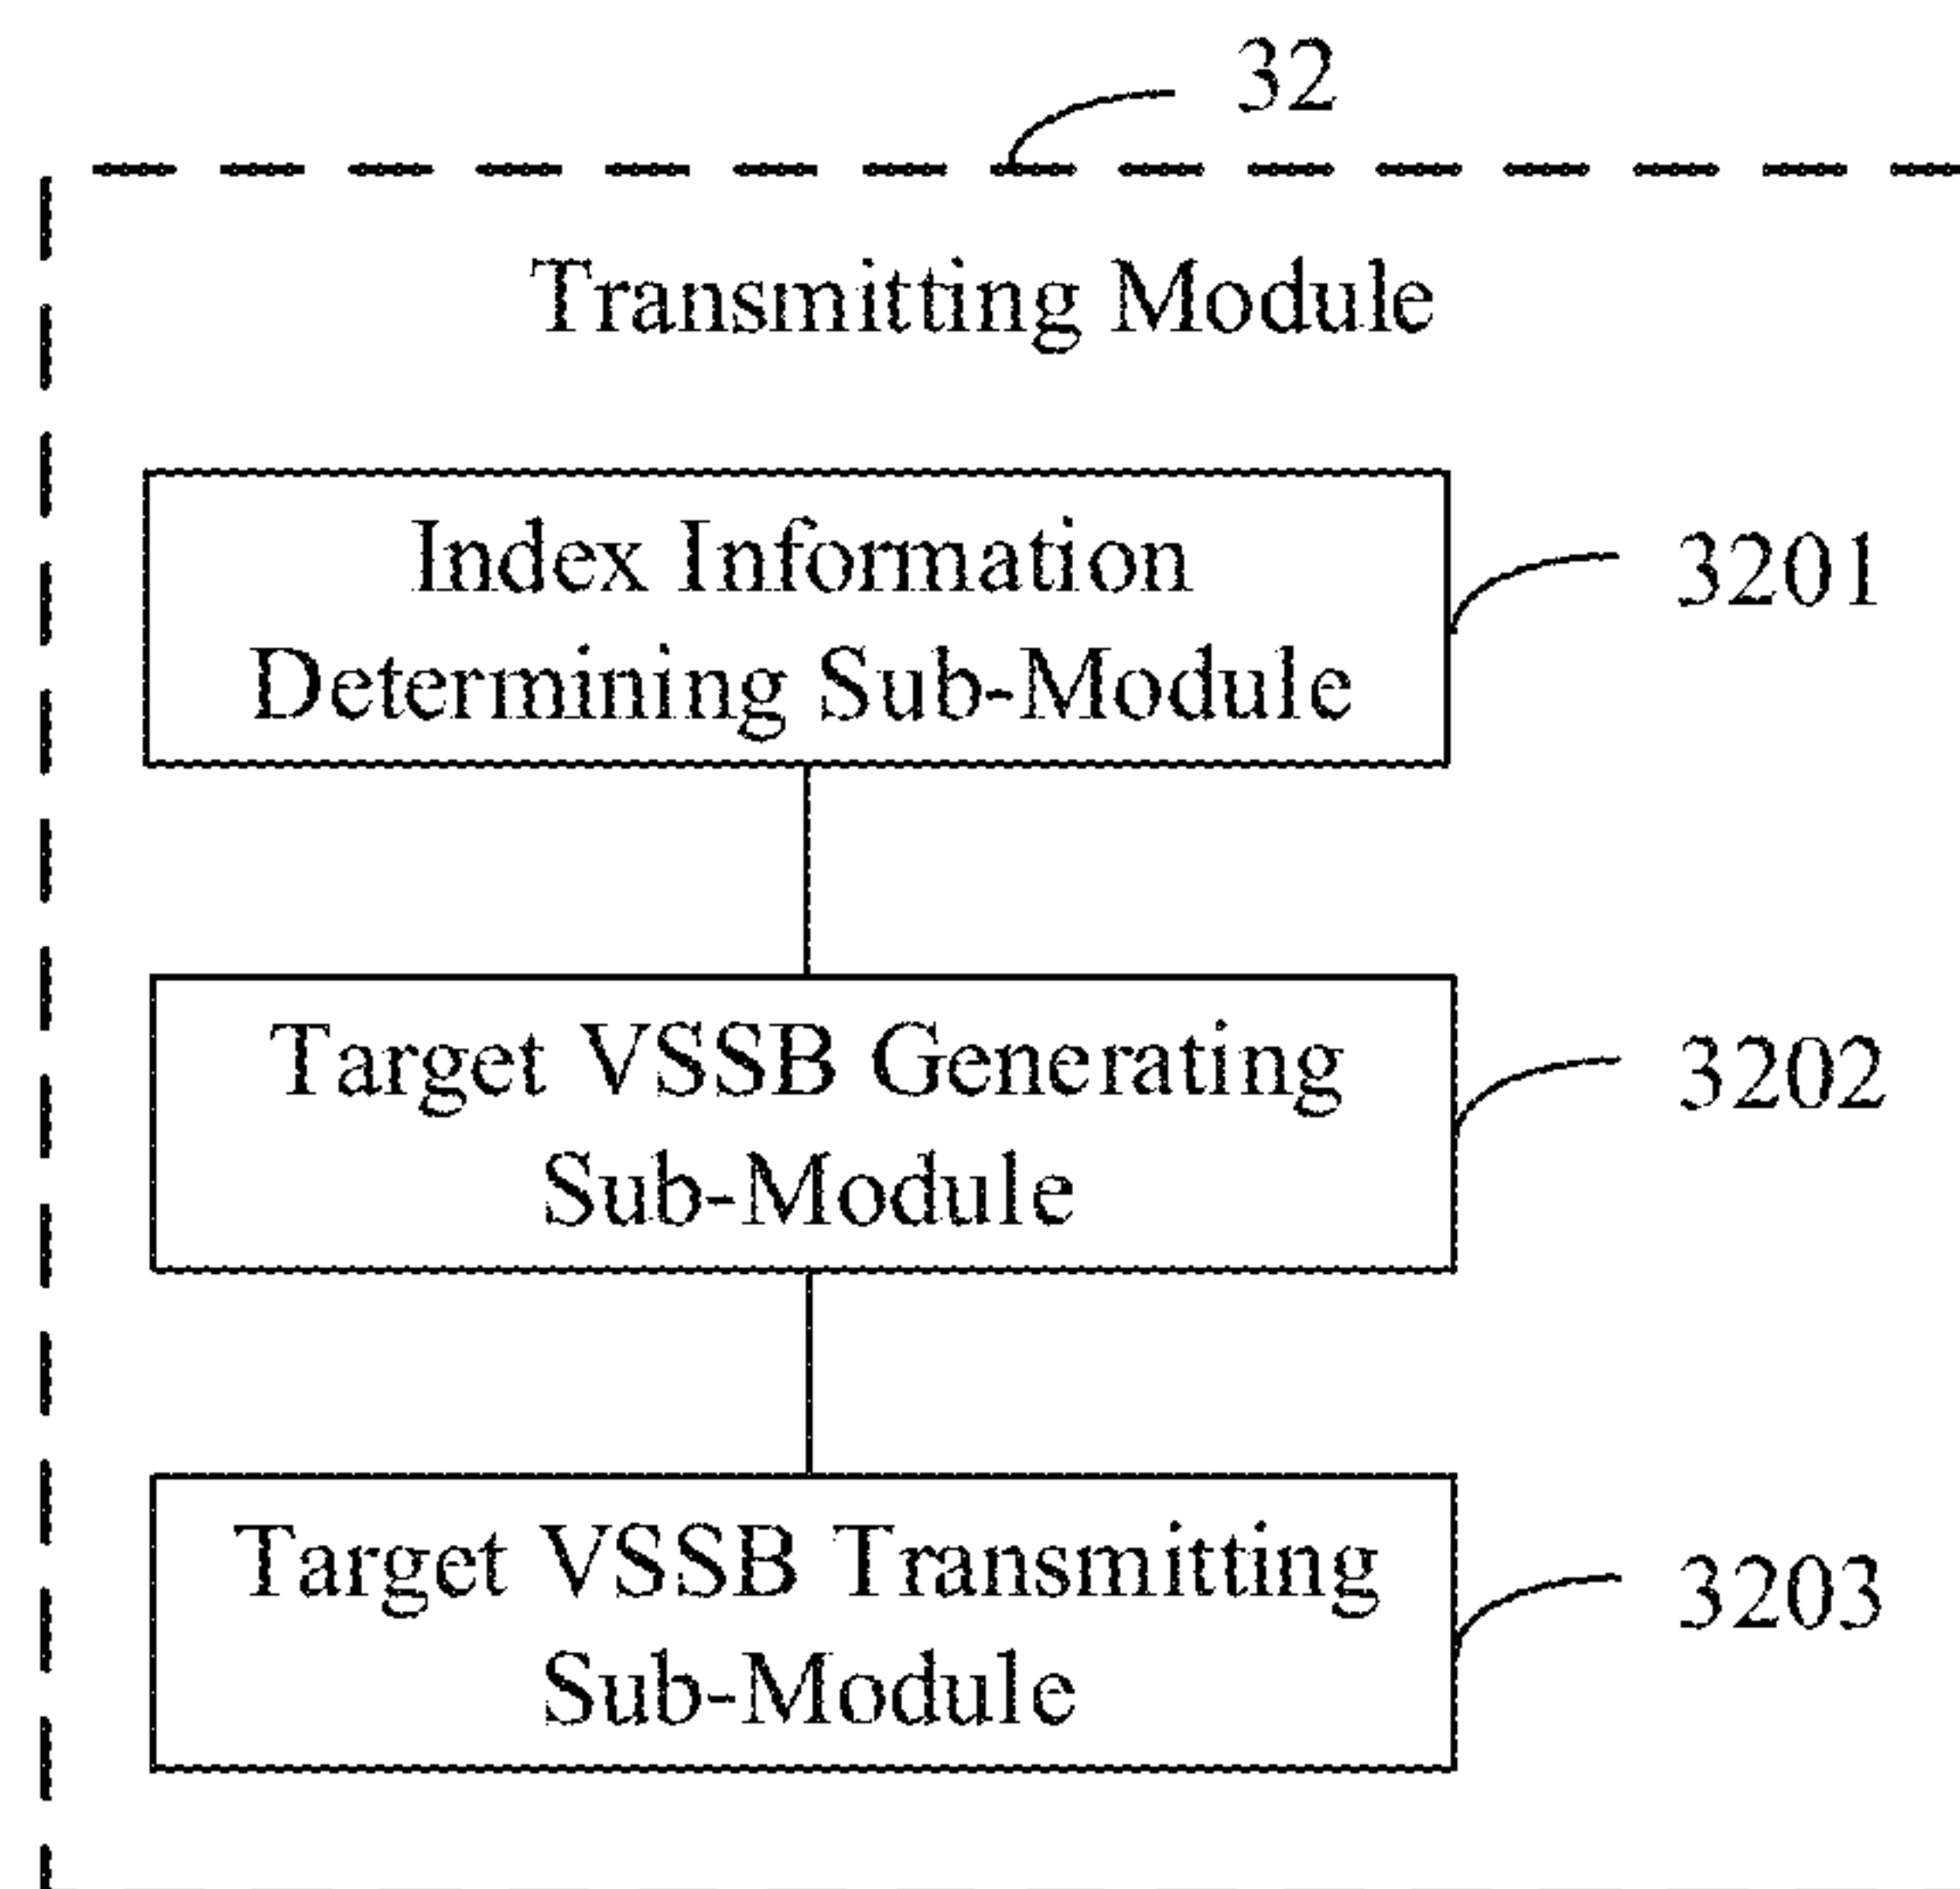 32
Transmitting Module
Index Information
Determining Sub-Module
3201
Target VSSB Generating
Sub-Module
3202
Target VSSB Transmitting
Sub-Module
3203